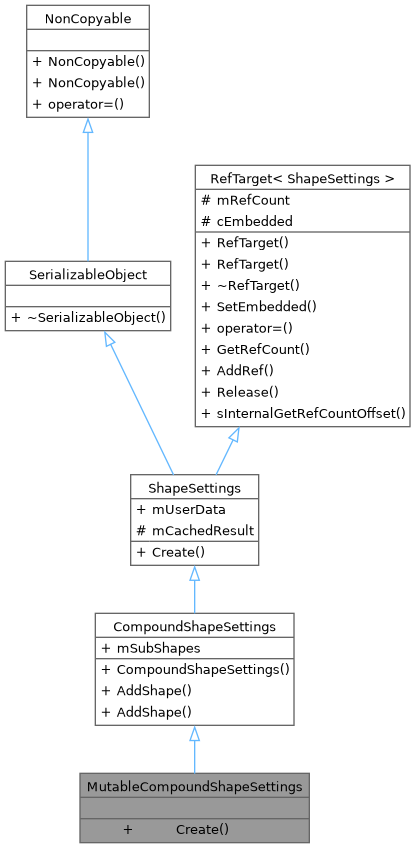 NonCopyable
+ NonCopyable()
+ NonCopyable()
+ operator=()
RefTarget< ShapeSettings >
# mRefCount
# cEmbedded
+ RefTarget()
+ RefTarget()
+ ~RefTarget()
+ SetEmbedded()
+ operator=()
+ GetRefCount()
+ AddRef()
+ Release()
+ sInternalGetRefCountOffset()
SerializableObject
+ ~SerializableObject()
ShapeSettings
+ mUserData
# mCachedResult
+ Create()
CompoundShapeSettings
+ mSubShapes
+ CompoundShapeSettings()
+ AddShape()
+ AddShape()
MutableCompoundShapeSettings
+ Create()